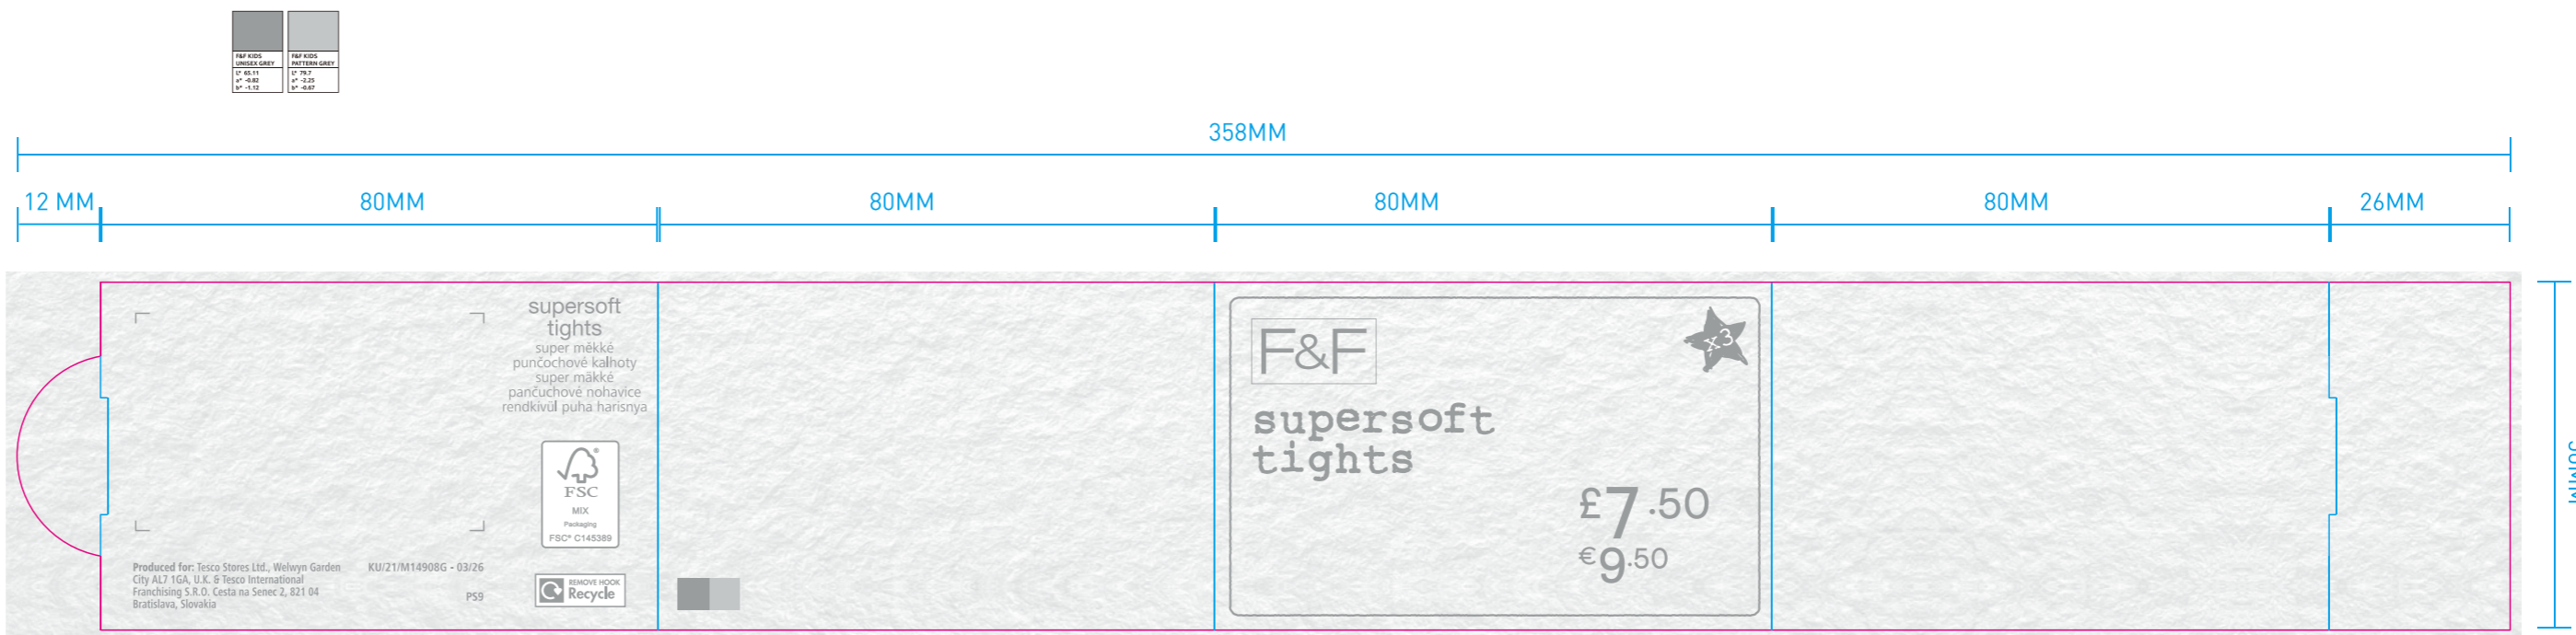 F&F KIDS
UNISEX GREY
L* 65.11
a* -0.82
b* -1.12
F&F KIDS
PATTERN GREY
L* 79.7
a* -2.25
b* -0.67
358MM
12 MM
80MM
80MM
80MM
80MM
26MM
supersoft
tights
super měkké
punčochové kalhoty
super mäkké
pančuchové nohavice
rendkivül puha harisnya
FSC
MIX
Packaging
FSC® C145389
Produced for: Tesco Stores Ltd., Welwyn Garden
City AL7 1GA, U.K. & Tesco International
Franchising S.R.O. Cesta na Senec 2, 821 04
Bratislava, Slovakia
KU/21/M14908G - 03/26
PS9
REMOVE HOOK
Recycle
F&F
x3
supersoft
tights
£7.50
€9.50